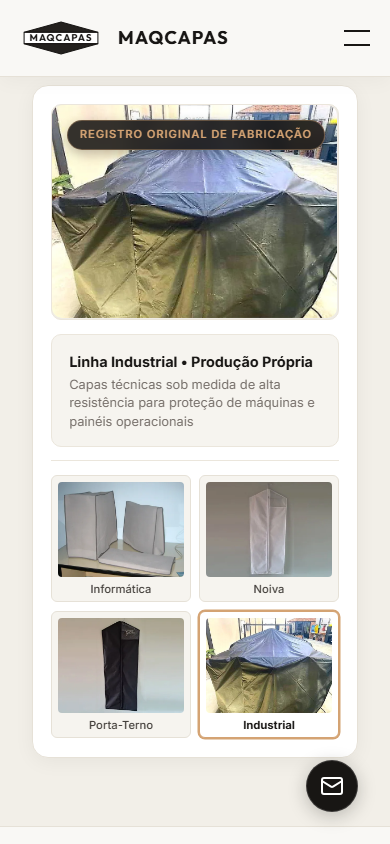 MAQCAPAS
MAQCAPAS
REGISTRO ORIGINAL DE FABRICAÇÃO
Linha Industrial • Produção Própria
Capas técnicas sob medida de alta
resistência para proteção de máquinas e
painéis operacionais
Informática
Noiva
Porta-Terno
Industrial